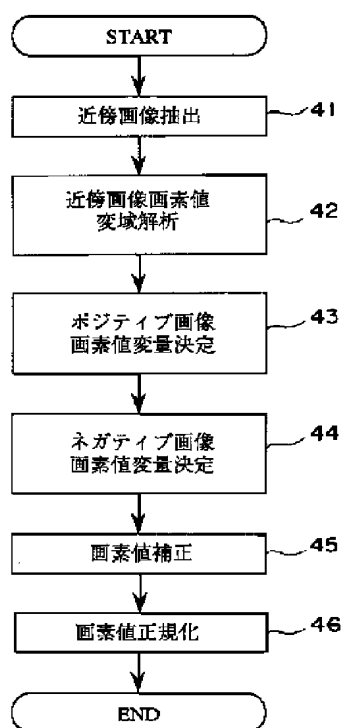 START
近傍画像抽出
41
近傍画像画素値
変域解析
42
ポジティブ画像
画素値変量決定
43
ネガティブ画像
画素値変量決定
44
画素値補正
45
画素値正規化
46
END